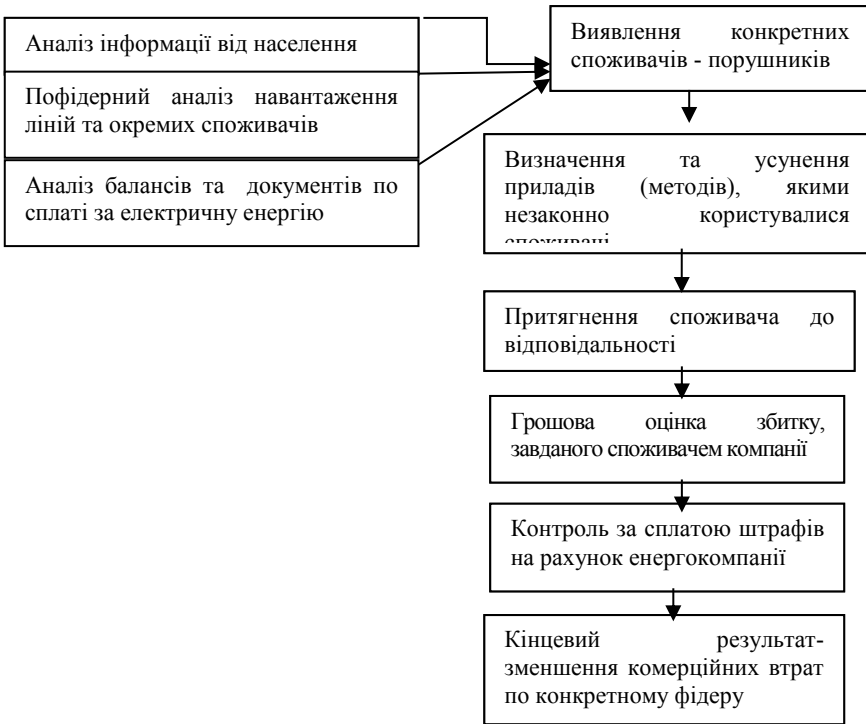 Аналіз інформації від населення
Пофідерний аналіз навантаження
ліній та окремих споживачів
Аналіз балансів та документів по
сплаті за електричну енергію
Виявлення конкретних
споживачів - порушників
Визначення та усунення
приладів (методів), якими
незаконно користувалися
Притягнення споживача до
відповідальності
Грошова оцінка збитку,
завданого споживачем компанії
Контроль за сплатою штрафів
на рахунок енергокомпанії
Кінцевий результат-
зменшення комерційних втрат
по конкретному фідеру